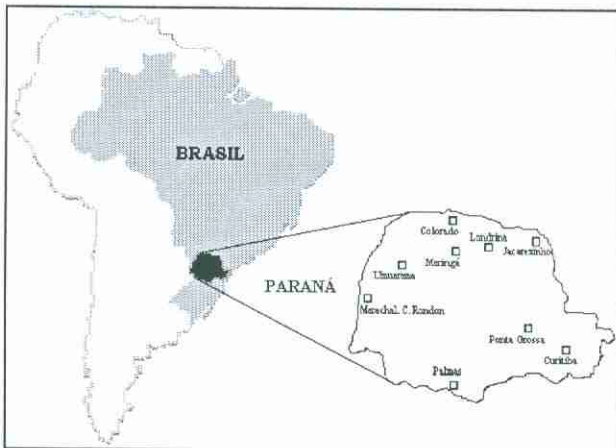 BRASIL
PARANÁ
Colorado
Londrina
Jacarezinho
Maringá
Umuarama
Marechal. C. Rondon
Ponta Grossa
Curitiba
Palmas